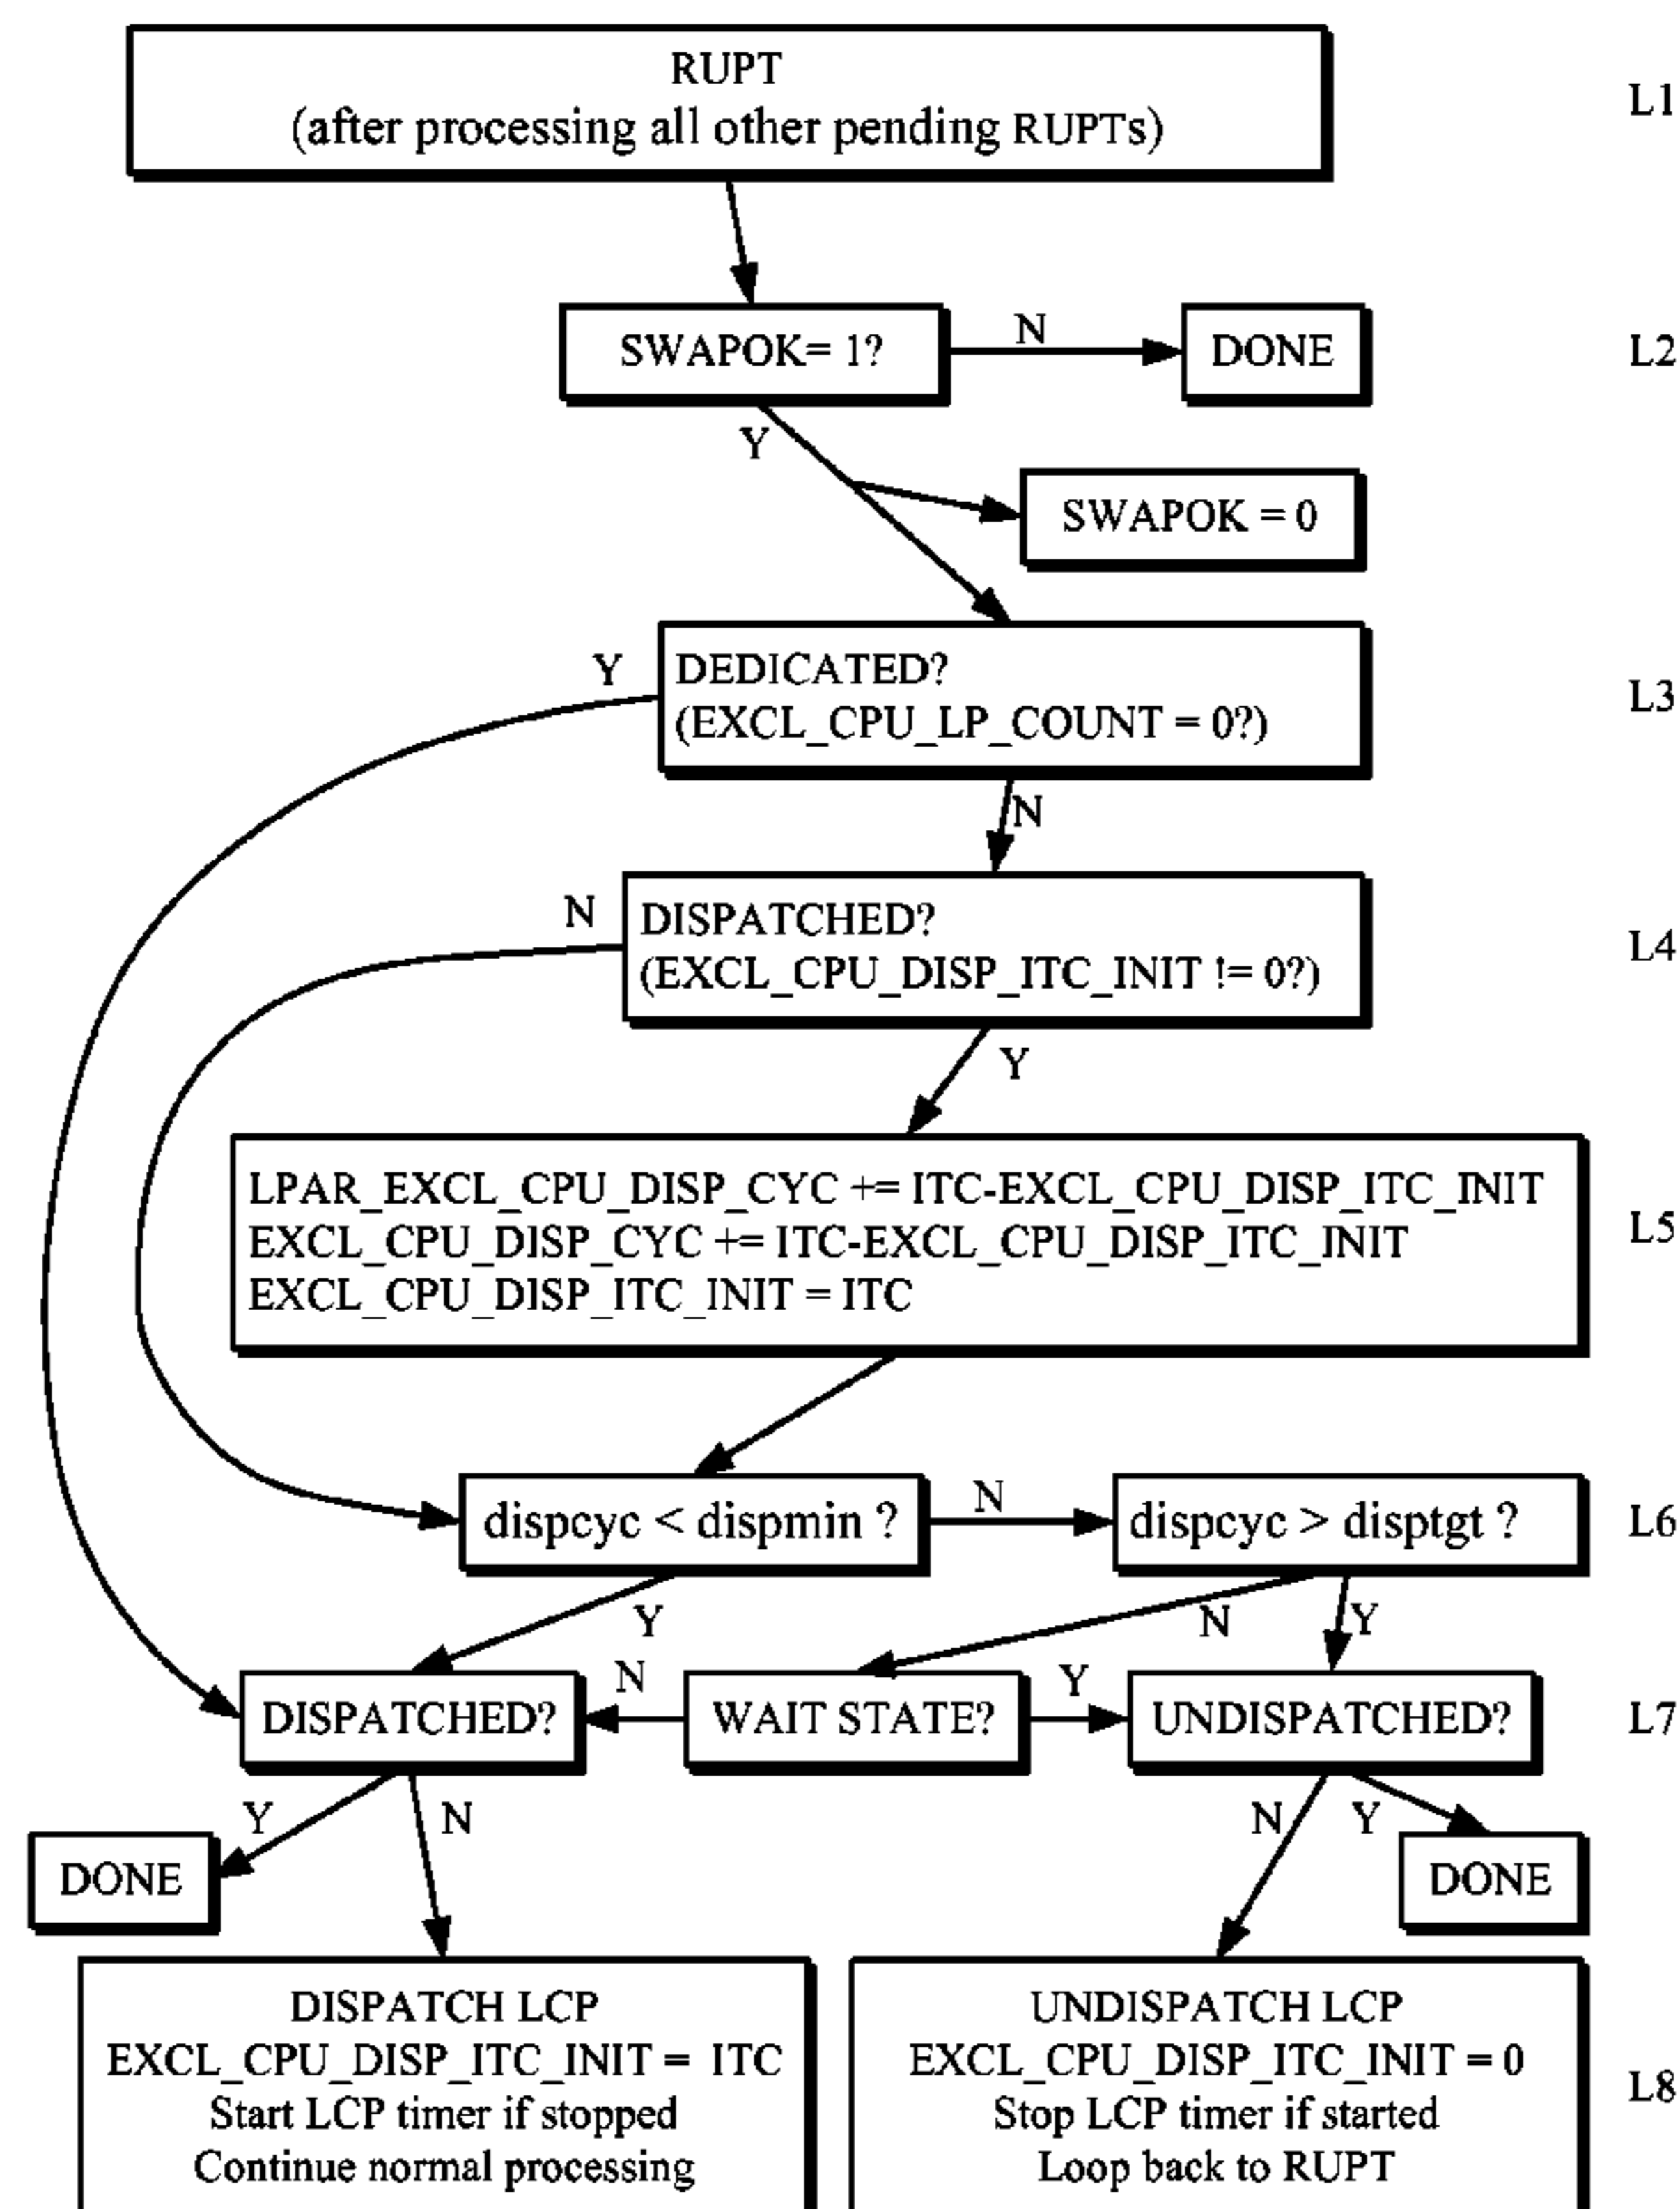 RUPT
(after processing all other pending RUPTs)
L1
SWAPOK= 1?
N
DONE
L2
Y
SWAPOK = 0
Y
DEDICATED?
(EXCL_CPU_LP_COUNT = 0?)
L3
N
N
DISPATCHED?
(EXCL_CPU_DISP_ITC_INIT != 0?)
L4
Y
LPAR_EXCL_CPU_DISP_CYC += ITC-EXCL_CPU_DISP_ITC_INIT
EXCL_CPU_DISP_CYC += ITC-EXCL_CPU_DISP_ITC_INIT
EXCL_CPU_DISP_ITC_INIT = ITC
L5
dispcyc < dispmin ?
N
dispcyc > disptgt ?
L6
Y
N
Y
DISPATCHED?
N
WAIT STATE?
Y
UNDISPATCHED?
L7
Y
N
N
Y
DONE
DONE
DISPATCH LCP
EXCL_CPU_DISP_ITC_INIT = ITC
Start LCP timer if stopped
Continue normal processing
UNDISPATCH LCP
EXCL_CPU_DISP_ITC_INIT = 0
Stop LCP timer if started
Loop back to RUPT
L8